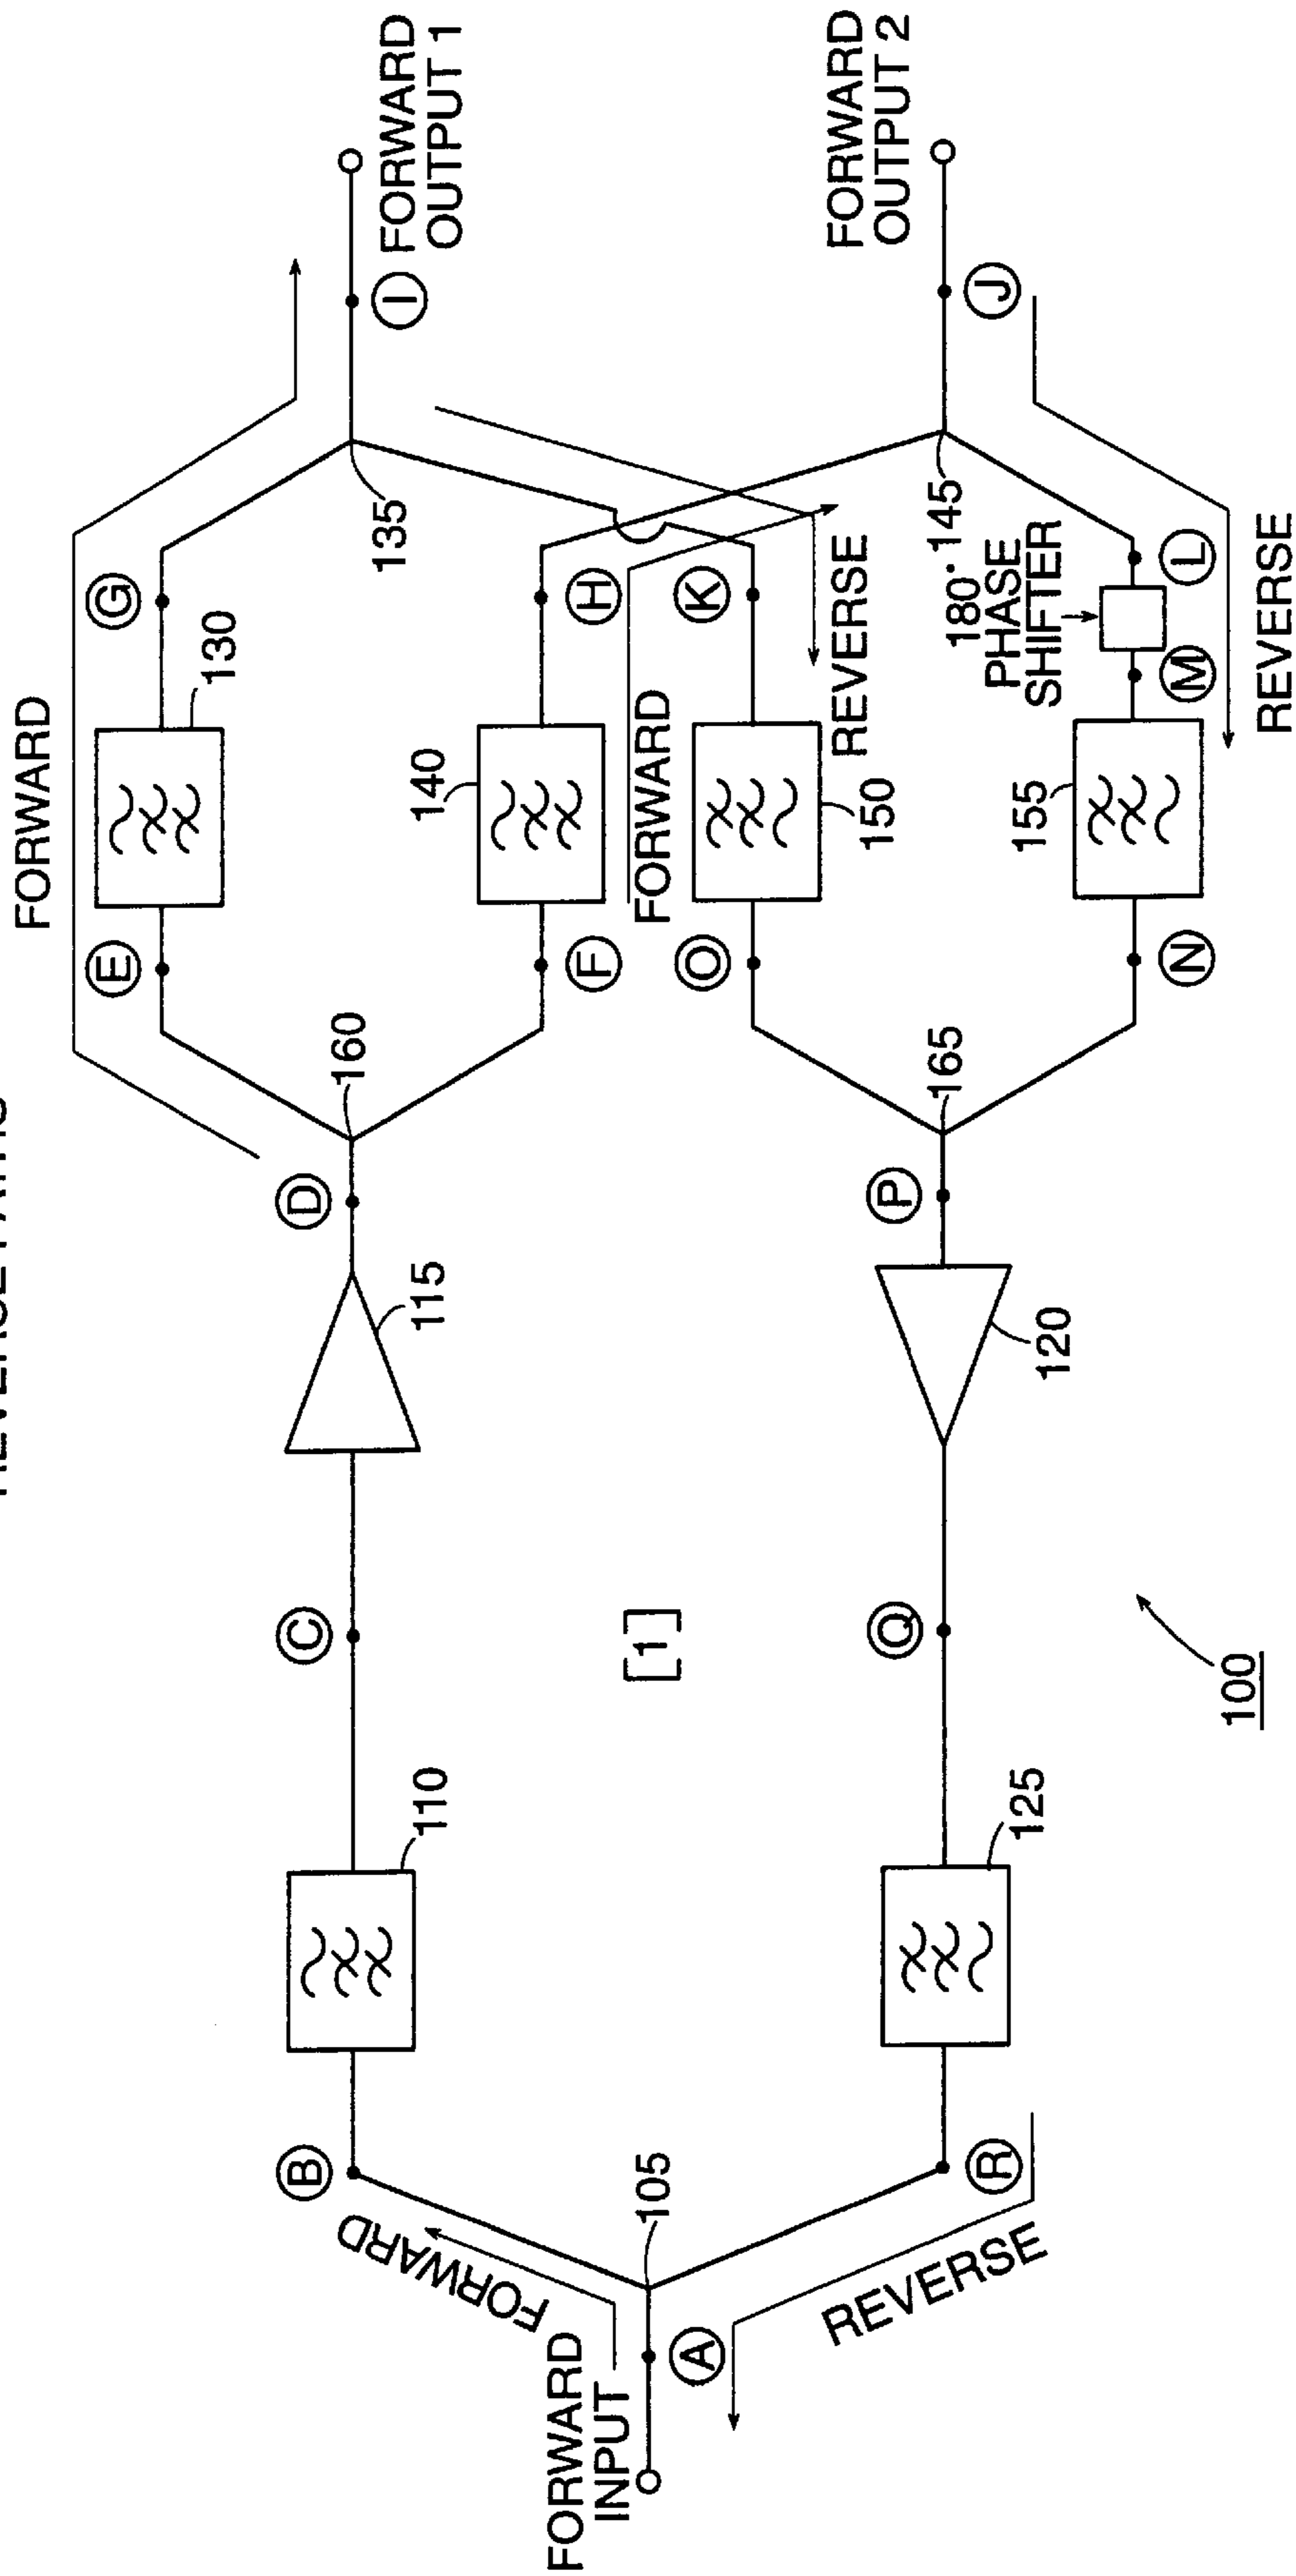 FORWARD
INPUT
A
105
FORWARD
REVERSE
B
R
110
125
C
Q
[1]
100
115
120
D
P
160
165
FORWARD
E
F
O
N
130
140
FORWARD
150
155
G
H
K
REVERSE
M
L
180°
PHASE
SHIFTER
REVERSE
135
145
I
J
FORWARD
OUTPUT 1
FORWARD
OUTPUT 2